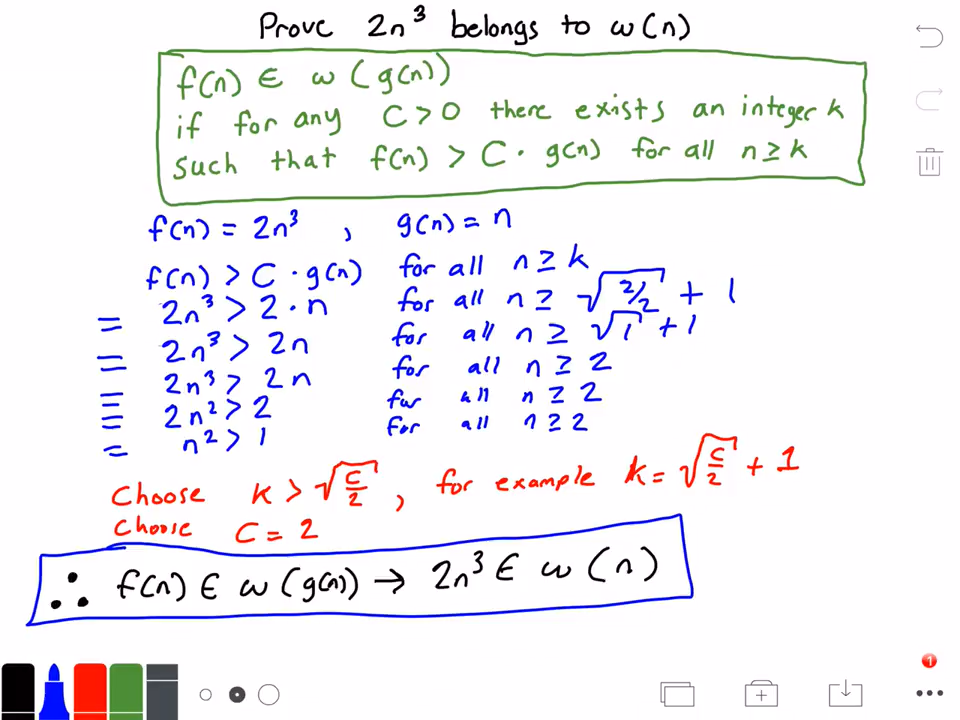 Prove 2n³ belongs to ω(n)
f(n) ∈ ω (g(n))
if for any C > 0 there exists an integer k
such that f(n) > C · g(n) for all n ≥ k
f(n) = 2n³ , g(n) = n
f(n) > C · g(n) for all n ≥ k
= 2n³ > 2 · n for all n ≥ √(2/2) + 1
= 2n³ > 2n for all n ≥ √1 + 1
= 2n³ > 2n for all n ≥ 2
= 2n² > 2 for all n ≥ 2
= n² > 1 for all n ≥ 2
Choose k > √(C/2) , for example k = √(C/2) + 1
Choose C = 2
∴ f(n) ∈ ω (g(n)) → 2n³ ∈ ω (n)
1